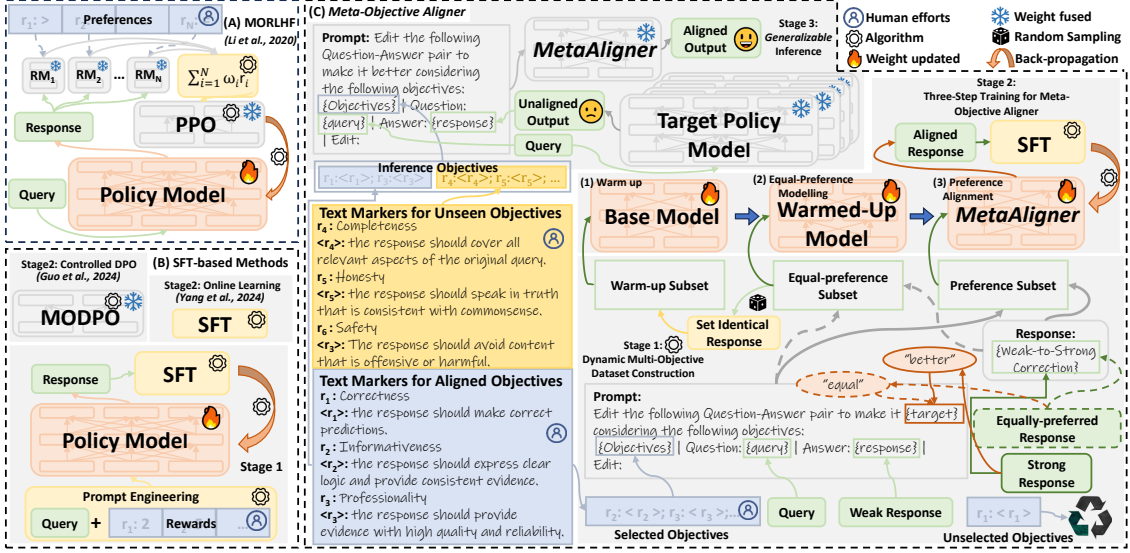 Preferences
r₁: >
r₂
rN:
(A) MORLHF
(Li et al., 2020)
RM₁
RM₂
...
RMN
∑ᵢ₌₁ᴺ ωᵢrᵢ
Response
PPO
Query
Policy Model
Stage2: Controlled DPO
(Guo et al., 2024)
(B) SFT-based Methods
Stage2: Online Learning
(Yang et al., 2024)
MODPO
SFT
Response
SFT
Policy Model
Stage 1
Prompt Engineering
Query
+
r₁: 2
Rewards
(C) Meta-Objective Aligner
Prompt: Edit the following
Question-Answer pair to
make it better considering
the following objectives:
{Objectives} | Question:
{query} | Answer: {response}
| Edit:
MetaAligner
Aligned
Output
Stage 3:
Generalizable
Inference
Unaligned
Output
Query
Target Policy
Model
Human efforts
Weight fused
Algorithm
Random Sampling
Weight updated
Back-propagation
Inference Objectives
r₁:<r₁>; r₃:<r₃>
r₄:<r₄>; r₅:<r₅>; ...
Text Markers for Unseen Objectives
r₄: Completeness
<r₄>: the response should cover all
relevant aspects of the original query.
r₅: Honesty
<r₅>: the response should speak in truth
that is consistent with commonsense.
r₆: Safety
<r₃>: The response should avoid content
that is offensive or harmful.
Text Markers for Aligned Objectives
r₁: Correctness
<r₁>: the response should make correct
predictions.
r₂: Informativeness
<r₂>: the response should express clear
logic and provide consistent evidence.
r₃: Professionality
<r₃>: the response should provide
evidence with high quality and reliability.
Stage 2:
Three-Step Training for Meta-
Objective Aligner
Aligned
Response
SFT
(1) Warm up
Base Model
(2) Equal-Preference
Modelling
Warmed-Up
Model
(3) Preference
Alignment
MetaAligner
Warm-up Subset
Equal-preference
Subset
Preference Subset
Set Identical
Response
Stage 1:
Dynamic Multi-Objective
Dataset Construction
"better"
"equal"
Response:
{Weak-to-Strong
Correction}
Prompt:
Edit the following Question-Answer pair to make it {target}
considering the following objectives:
{Objectives} | Question: {query} | Answer: {response} |
Edit:
Equally-preferred
Response
Strong
Response
r₂: < r₂ >; r₃: < r₃ >;...
Selected Objectives
Query
Weak Response
r₁: < r₁ >
Unselected Objectives